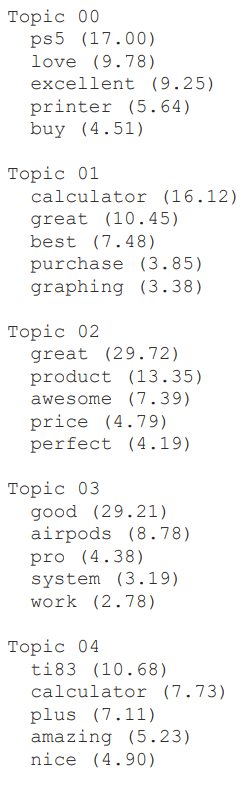 Topic 00
ps5 (17.00)
love (9.78)
excellent (9.25)
printer (5.64)
buy (4.51)
Topic 01
calculator (16.12)
great (10.45)
best (7.48)
purchase (3.85)
graphing (3.38)
Topic 02
great (29.72)
product (13.35)
awesome (7.39)
price (4.79)
perfect (4.19)
Topic 03
good (29.21)
airpods (8.78)
pro (4.38)
system (3.19)
work (2.78)
Topic 04
ti83 (10.68)
calculator (7.73)
plus (7.11)
amazing (5.23)
nice (4.90)